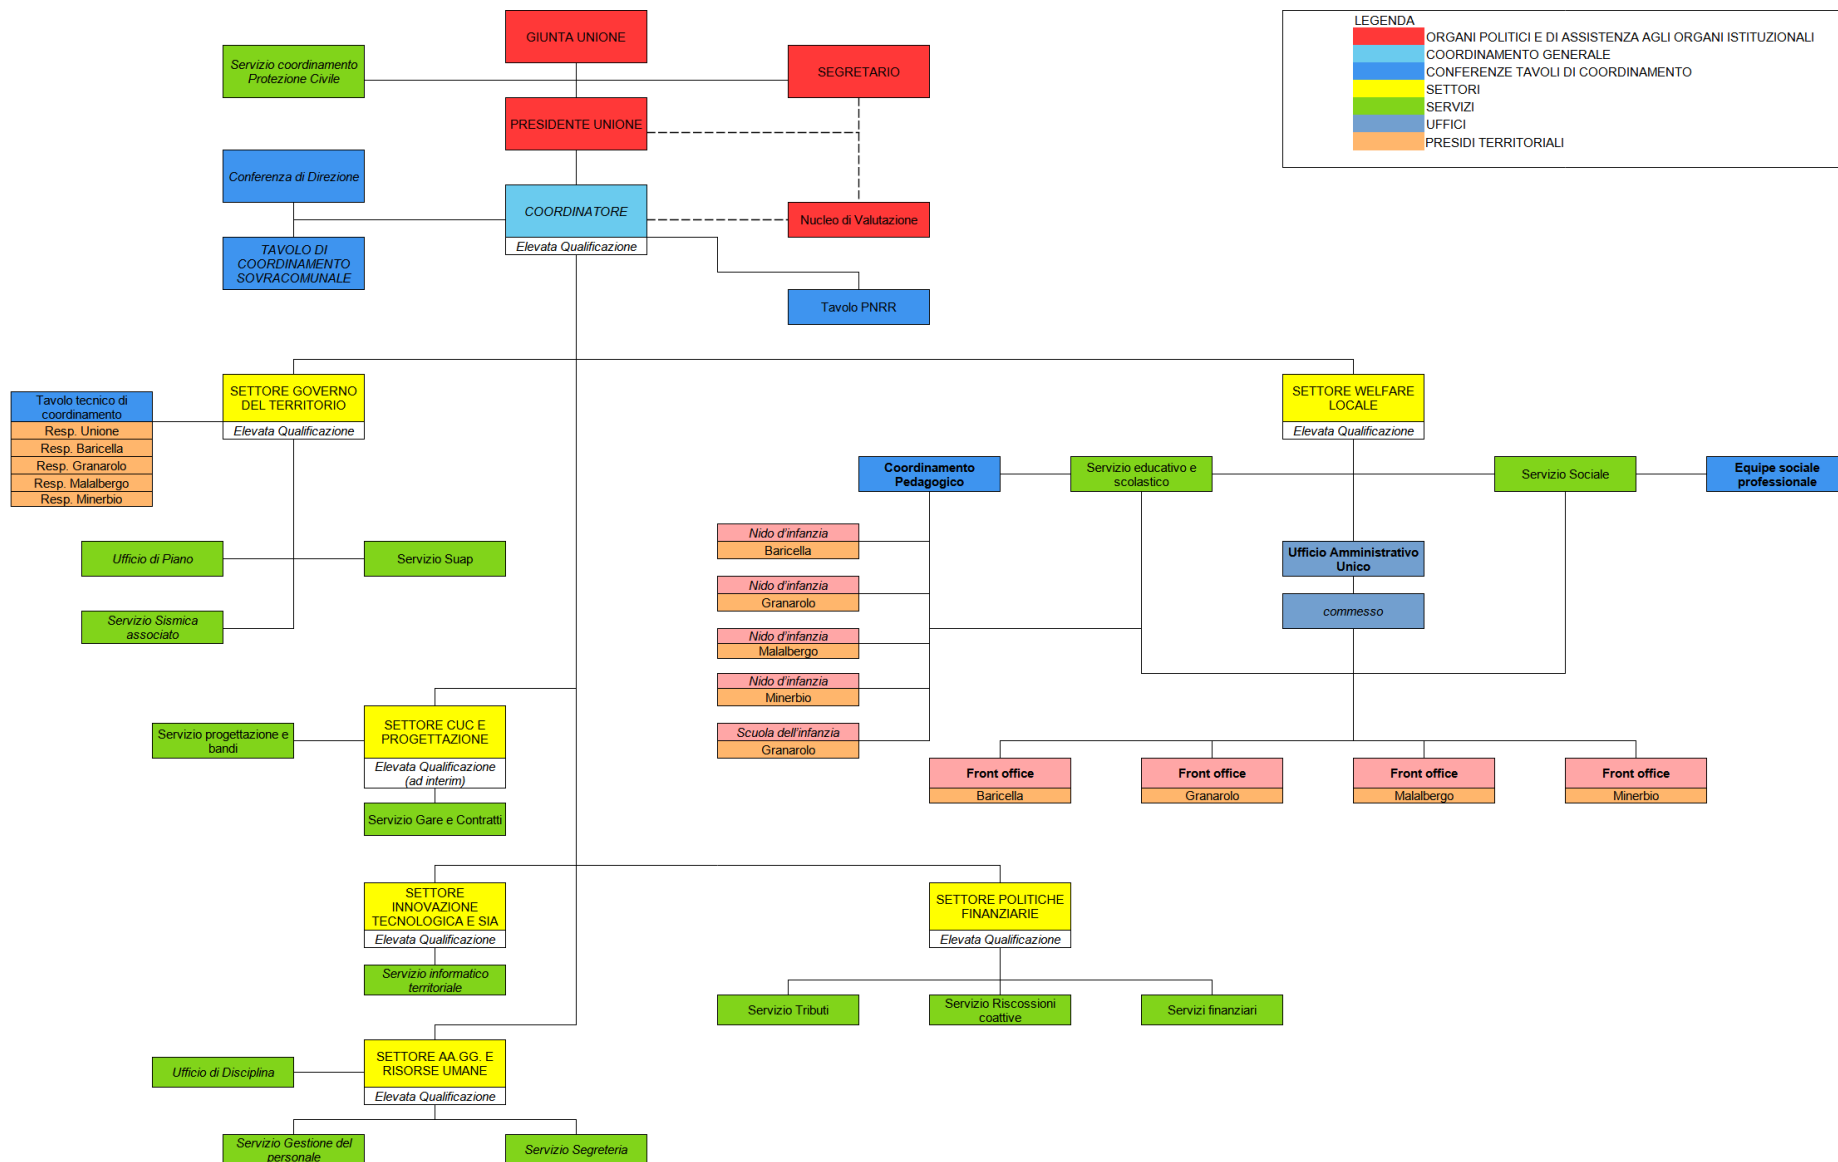 GIUNTA UNIONE
LEGENDA
ORGANI POLITICI E DI ASSISTENZA AGLI ORGANI ISTITUZIONALI
COORDINAMENTO GENERALE
CONFERENZE TAVOLI DI COORDINAMENTO
SETTORI
SERVIZI
UFFICI
PRESIDI TERRITORIALI
Servizio coordinamento
Protezione Civile
SEGRETARIO
PRESIDENTE UNIONE
Conferenza di Direzione
COORDINATORE
Elevata Qualificazione
Nucleo di Valutazione
TAVOLO DI
COORDINAMENTO
SOVRACOMUNALE
Tavolo PNRR
Tavolo tecnico di
coordinamento
Resp. Unione
Resp. Baricella
Resp. Granarolo
Resp. Malalbergo
Resp. Minerbio
SETTORE GOVERNO
DEL TERRITORIO
Elevata Qualificazione
SETTORE WELFARE
LOCALE
Elevata Qualificazione
Coordinamento
Pedagogico
Servizio educativo e
scolastico
Servizio Sociale
Equipe sociale
professionale
Nido d'infanzia
Baricella
Nido d'infanzia
Granarolo
Nido d'infanzia
Malalbergo
Nido d'infanzia
Minerbio
Scuola dell'infanzia
Granarolo
Ufficio Amministrativo
Unico
commesso
Ufficio di Piano
Servizio Suap
Servizio Sismica
associato
Servizio progettazione e
bandi
SETTORE CUC E
PROGETTAZIONE
Elevata Qualificazione
(ad interim)
Servizio Gare e Contratti
Front office
Baricella
Front office
Granarolo
Front office
Malalbergo
Front office
Minerbio
SETTORE
INNOVAZIONE
TECNOLOGICA E SIA
Elevata Qualificazione
Servizio informatico
territoriale
SETTORE POLITICHE
FINANZIARIE
Elevata Qualificazione
Servizio Tributi
Servizio Riscossioni
coattive
Servizi finanziari
Ufficio di Disciplina
SETTORE AA.GG. E
RISORSE UMANE
Elevata Qualificazione
Servizio Gestione del
personale
Servizio Segreteria